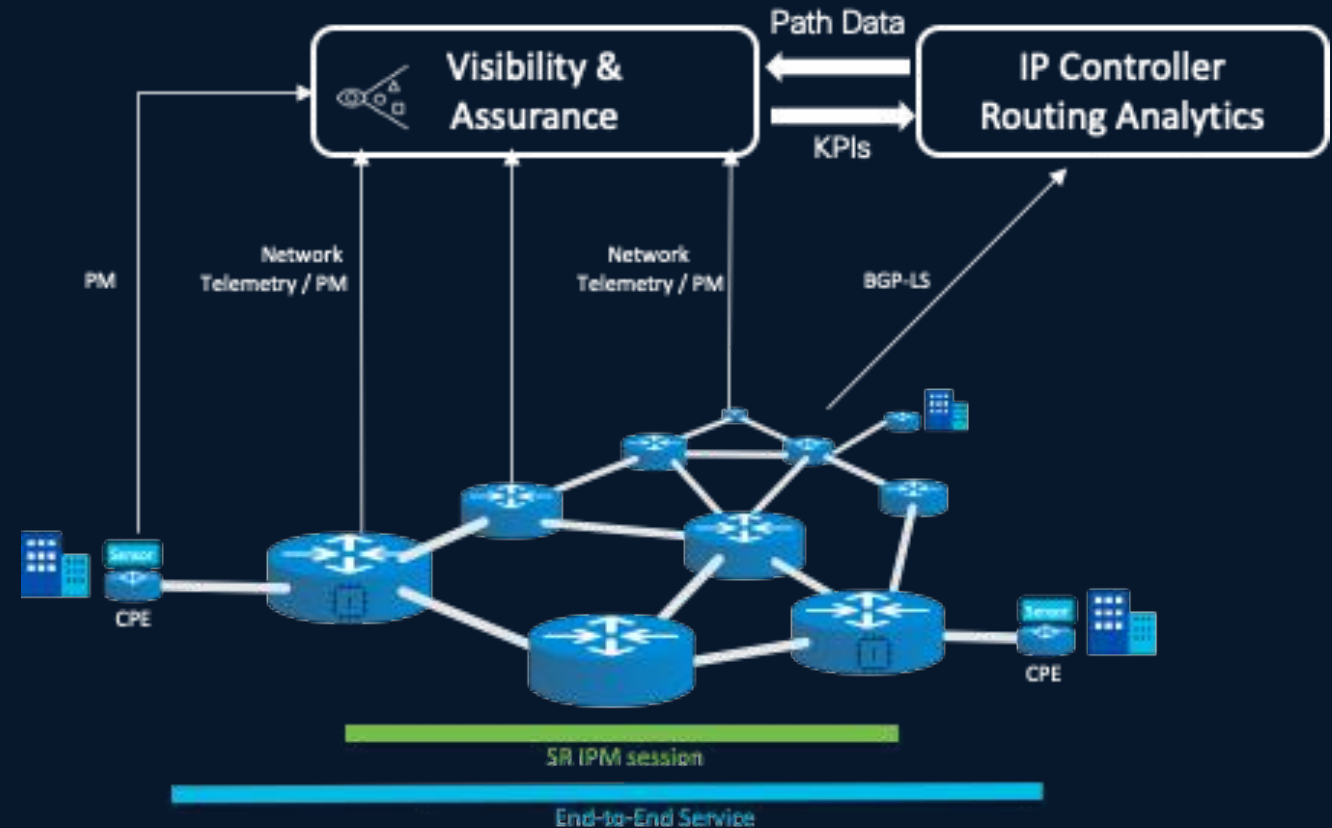 Path Data
Visibility &
Assurance
IP Controller
Routing Analytics
KPIs
PM
Network
Telemetry / PM
Network
Telemetry / PM
BGP-LS
Sensor
CPE
Sensor
CPE
SR IPM session
End-to-End Service